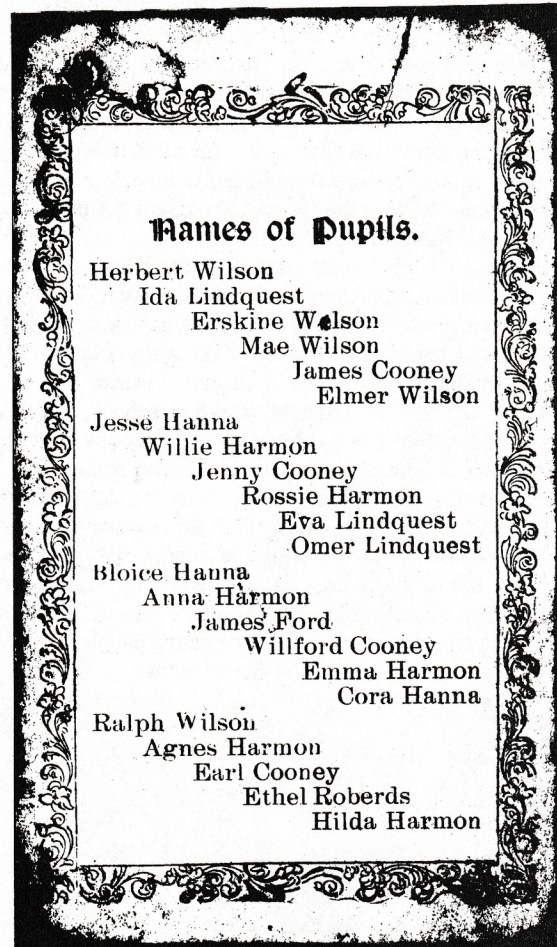 Names of Pupils.
Herbert Wilson
Ida Lindquest
Erskine Wilson
Mae Wilson
James Cooney
Elmer Wilson
Jesse Hanna
Willie Harmon
Jenny Cooney
Rossie Harmon
Eva Lindquest
Omer Lindquest
Bloice Hanna
Anna Harmon
James Ford
Willford Cooney
Emma Harmon
Cora Hanna
Ralph Wilson
Agnes Harmon
Earl Cooney
Ethel Roberds
Hilda Harmon